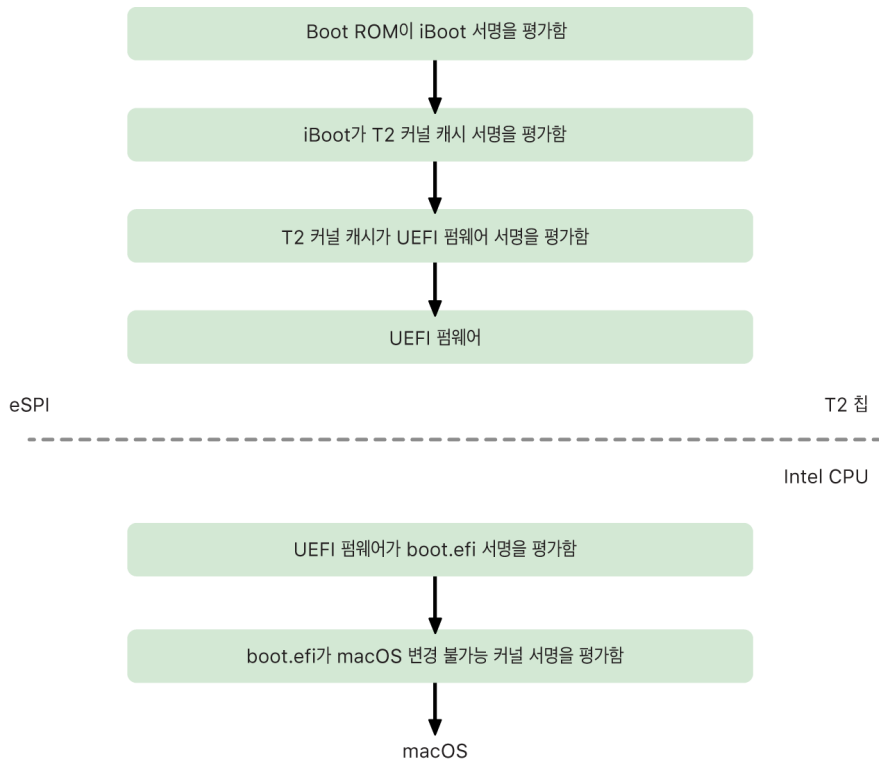 Boot ROM이 iBoot 서명을 평가함
iBoot가 T2 커널 캐시 서명을 평가함
T2 커널 캐시가 UEFI 펌웨어 서명을 평가함
UEFI 펌웨어
eSPI
T2 칩
Intel CPU
UEFI 펌웨어가 boot.efi 서명을 평가함
boot.efi가 macOS 변경 불가능 커널 서명을 평가함
macOS